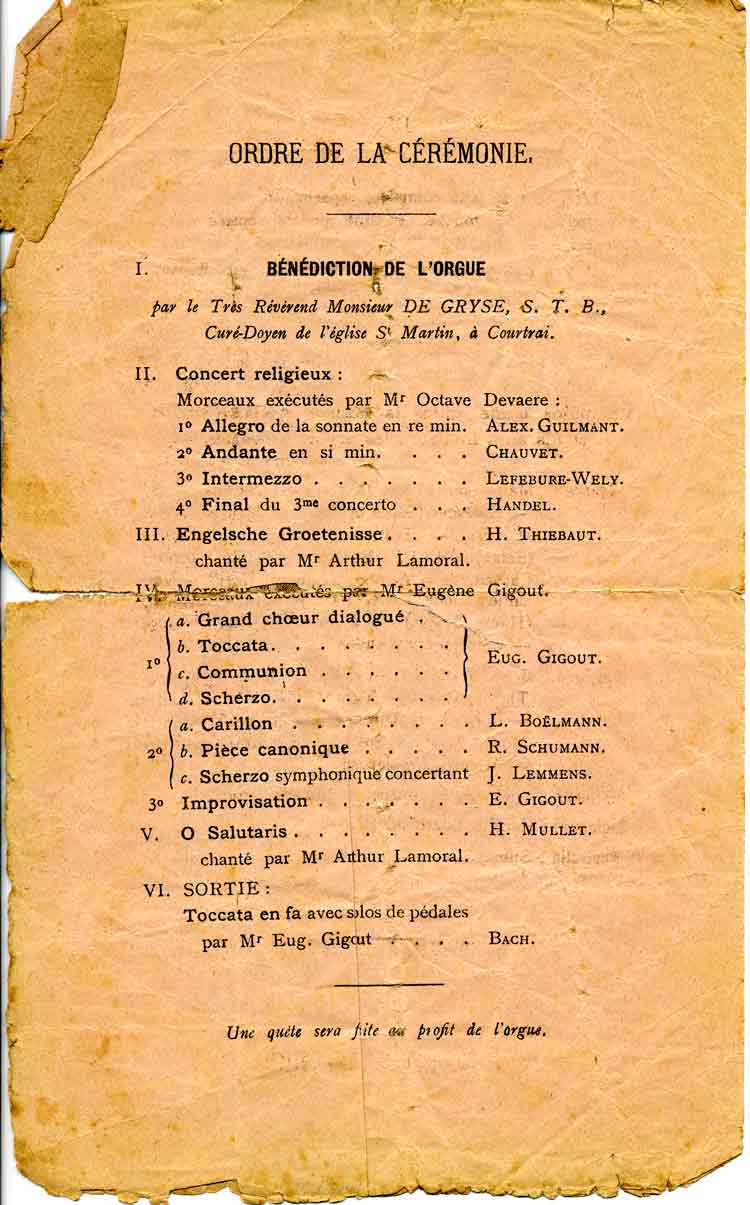 ORDRE DE LA CÉRÉMONIE.
I. BÉNÉDICTION DE L'ORGUE
par le Très Révérend Monsieur DE GRYSE, S. T. B.,
Curé-Doyen de l'église St Martin, à Courtrai.
II. Concert religieux :
Morceaux exécutés par Mr Octave Devaere :
1o Allegro de la sonnate en re min. ALEX. GUILMANT.
2o Andante en si min. . . . . CHAUVET.
3o Intermezzo . . . . . . . LEFEBURE-WELY.
4o Final du 3me concerto . . . HANDEL.
III. Engelsche Groetenisse . . . . H. THIEBAUT.
chanté par Mr Arthur Lamoral.
IV. Morceaux exécutés par Mr Eugène Gigout.
1o a. Grand chœur dialogué .
b. Toccata. . . . . . . .
c. Communion . . . . . .
d. Scherzo. . . . . . . .
EUG. GIGOUT.
2o a. Carillon . . . . . . . . L. BOËLMANN.
b. Pièce canonique . . . . . R. SCHUMANN.
c. Scherzo symphonique concertant J. LEMMENS.
3o Improvisation . . . . . . . E. GIGOUT.
V. O Salutaris . . . . . . . . H. MULLET.
chanté par Mr Arthur Lamoral.
VI. SORTIE :
Toccata en fa avec solos de pédales
par Mr Eug. Gigout . . . . BACH.
Une quête sera faite au profit de l'orgue.